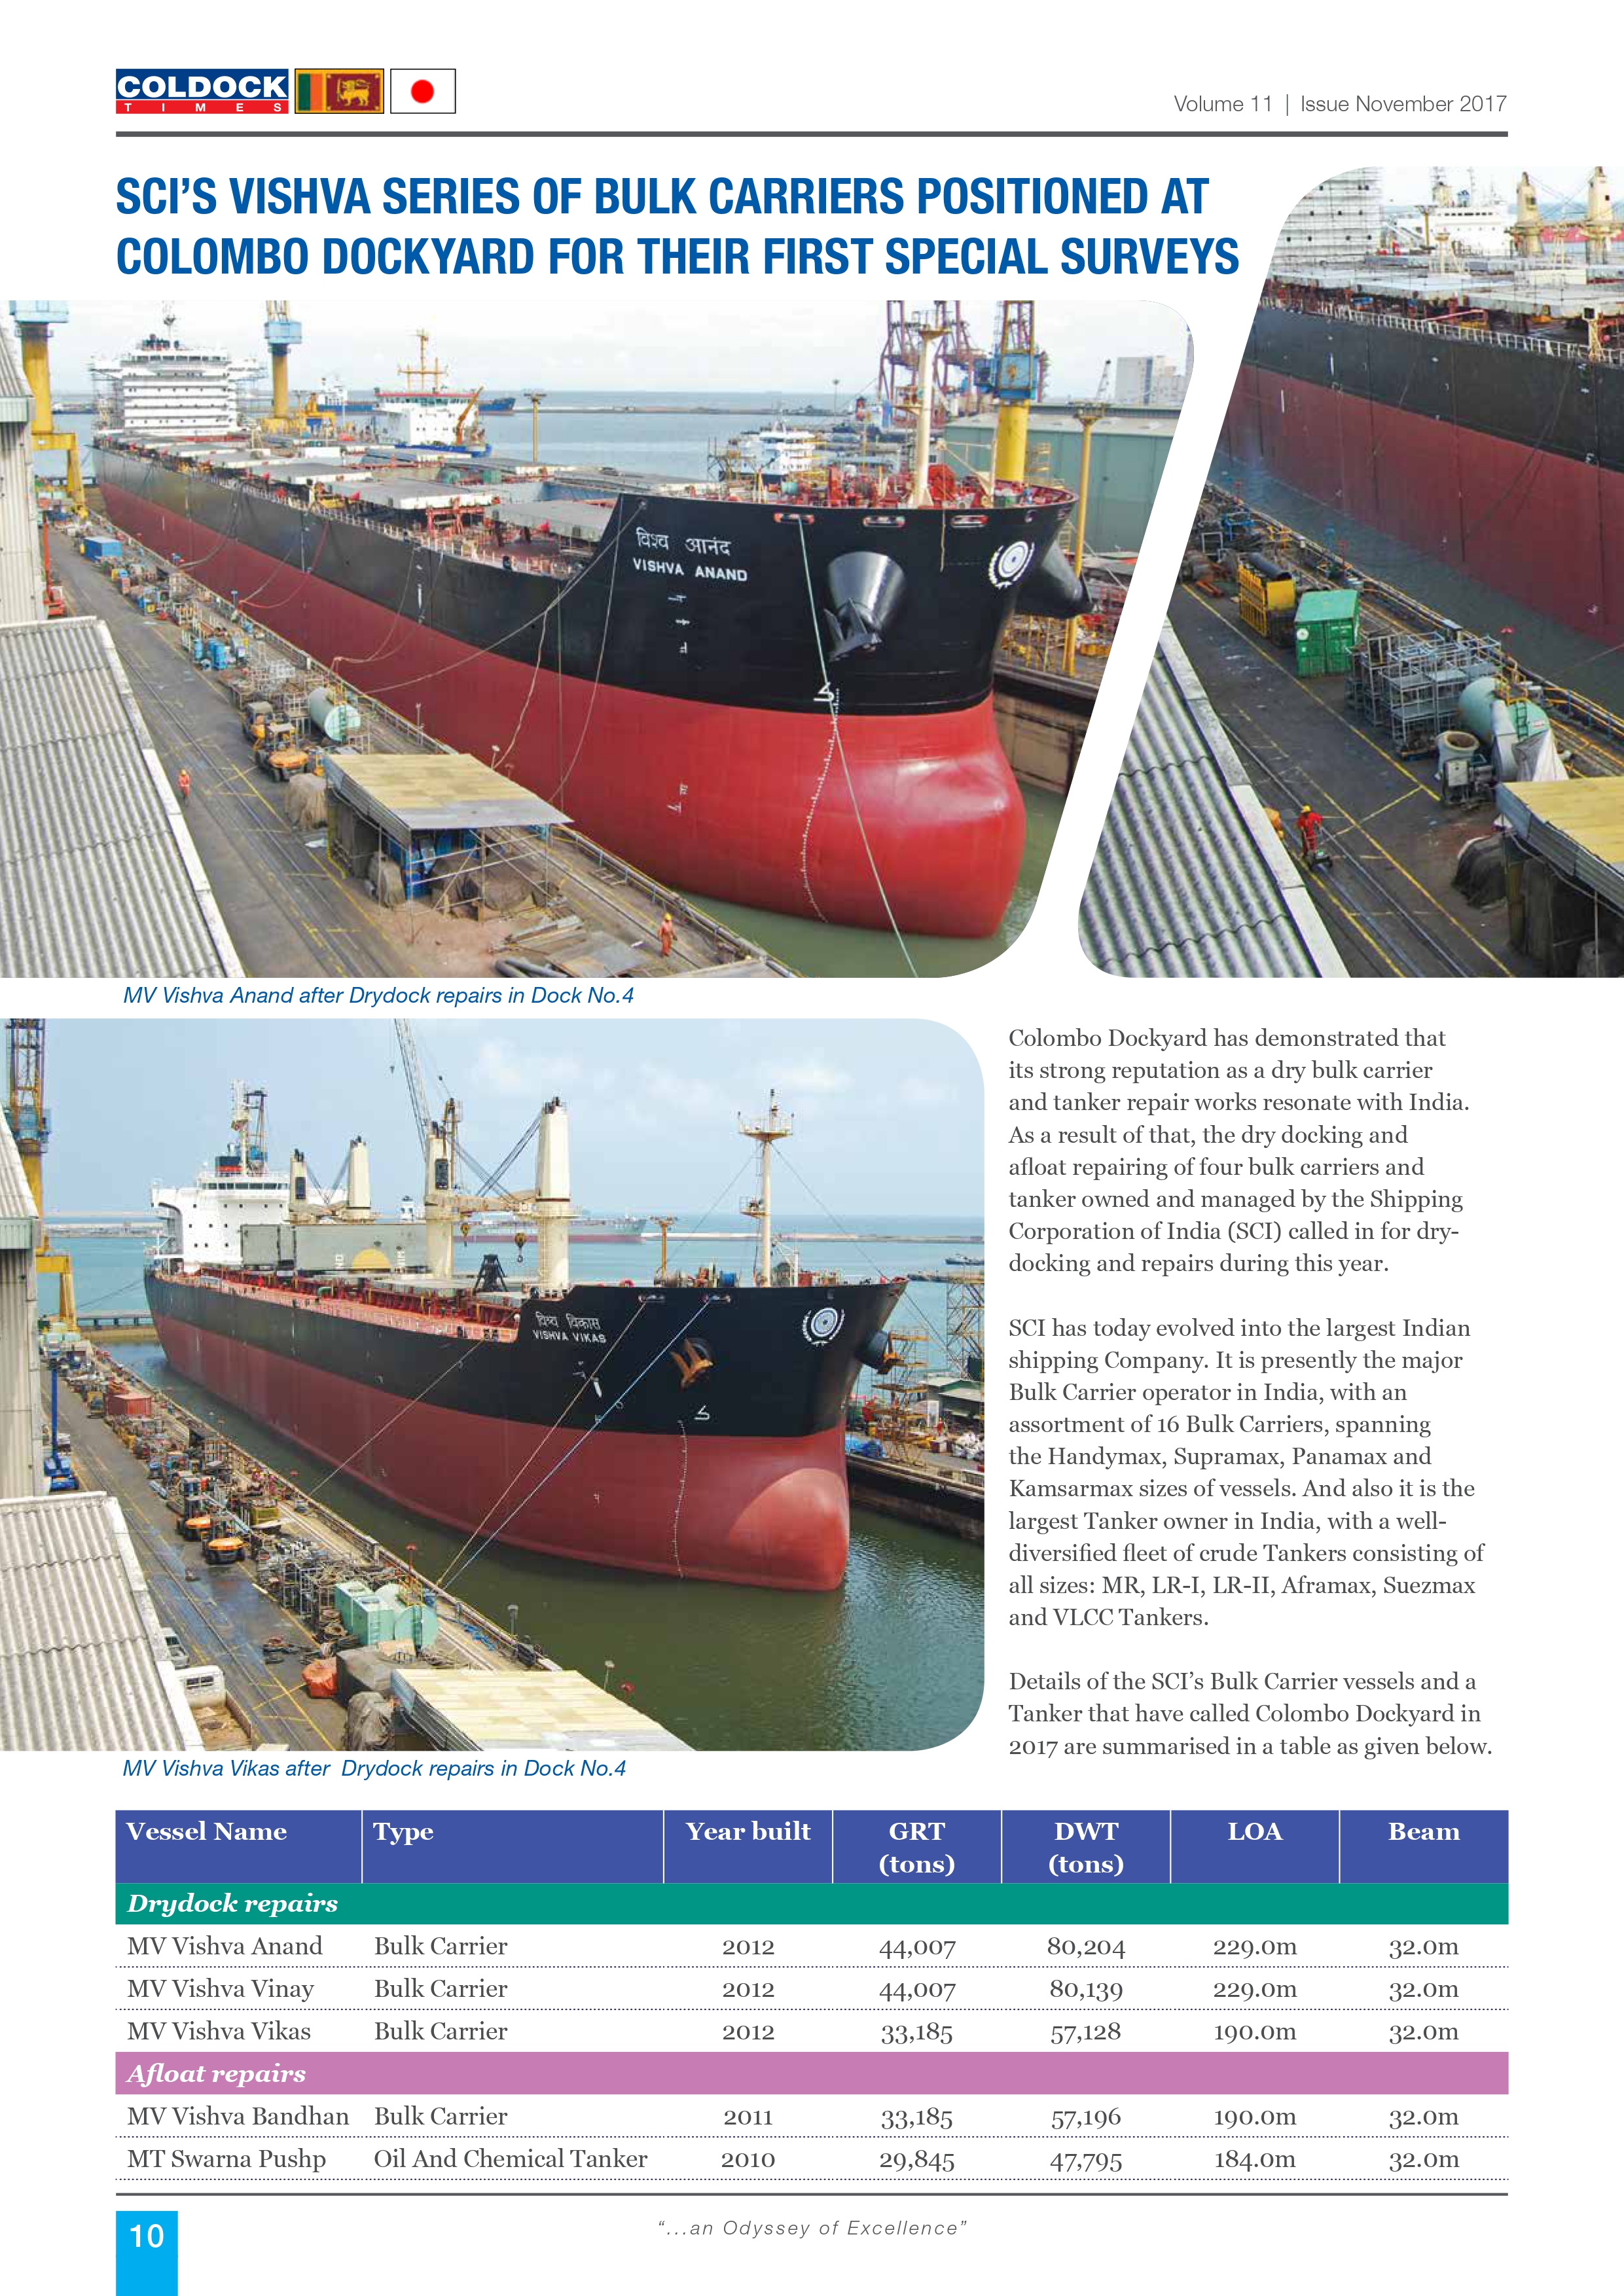 COLDOCK
TIMES
Volume 11 | Issue November 2017
SCI’S VISHVA SERIES OF BULK CARRIERS POSITIONED AT
COLOMBO DOCKYARD FOR THEIR FIRST SPECIAL SURVEYS
विश्व आनंद
VISHVA ANAND
MV Vishva Anand after Drydock repairs in Dock No.4
विश्व विकास
VISHVA VIKAS
MV Vishva Vikas after Drydock repairs in Dock No.4
Colombo Dockyard has demonstrated that
its strong reputation as a dry bulk carrier
and tanker repair works resonate with India.
As a result of that, the dry docking and
afloat repairing of four bulk carriers and
tanker owned and managed by the Shipping
Corporation of India (SCI) called in for dry-
docking and repairs during this year.
SCI has today evolved into the largest Indian
shipping Company. It is presently the major
Bulk Carrier operator in India, with an
assortment of 16 Bulk Carriers, spanning
the Handymax, Supramax, Panamax and
Kamsarmax sizes of vessels. And also it is the
largest Tanker owner in India, with a well-
diversified fleet of crude Tankers consisting of
all sizes: MR, LR-I, LR-II, Aframax, Suezmax
and VLCC Tankers.
Details of the SCI’s Bulk Carrier vessels and a
Tanker that have called Colombo Dockyard in
2017 are summarised in a table as given below.
Vessel Name Type Year built GRT (tons) DWT (tons) LOA Beam
Drydock repairs
MV Vishva Anand Bulk Carrier 2012 44,007 80,204 229.0m 32.0m
MV Vishva Vinay Bulk Carrier 2012 44,007 80,139 229.0m 32.0m
MV Vishva Vikas Bulk Carrier 2012 33,185 57,128 190.0m 32.0m
Afloat repairs
MV Vishva Bandhan Bulk Carrier 2011 33,185 57,196 190.0m 32.0m
MT Swarna Pushp Oil And Chemical Tanker 2010 29,845 47,795 184.0m 32.0m
10
“...an Odyssey of Excellence”